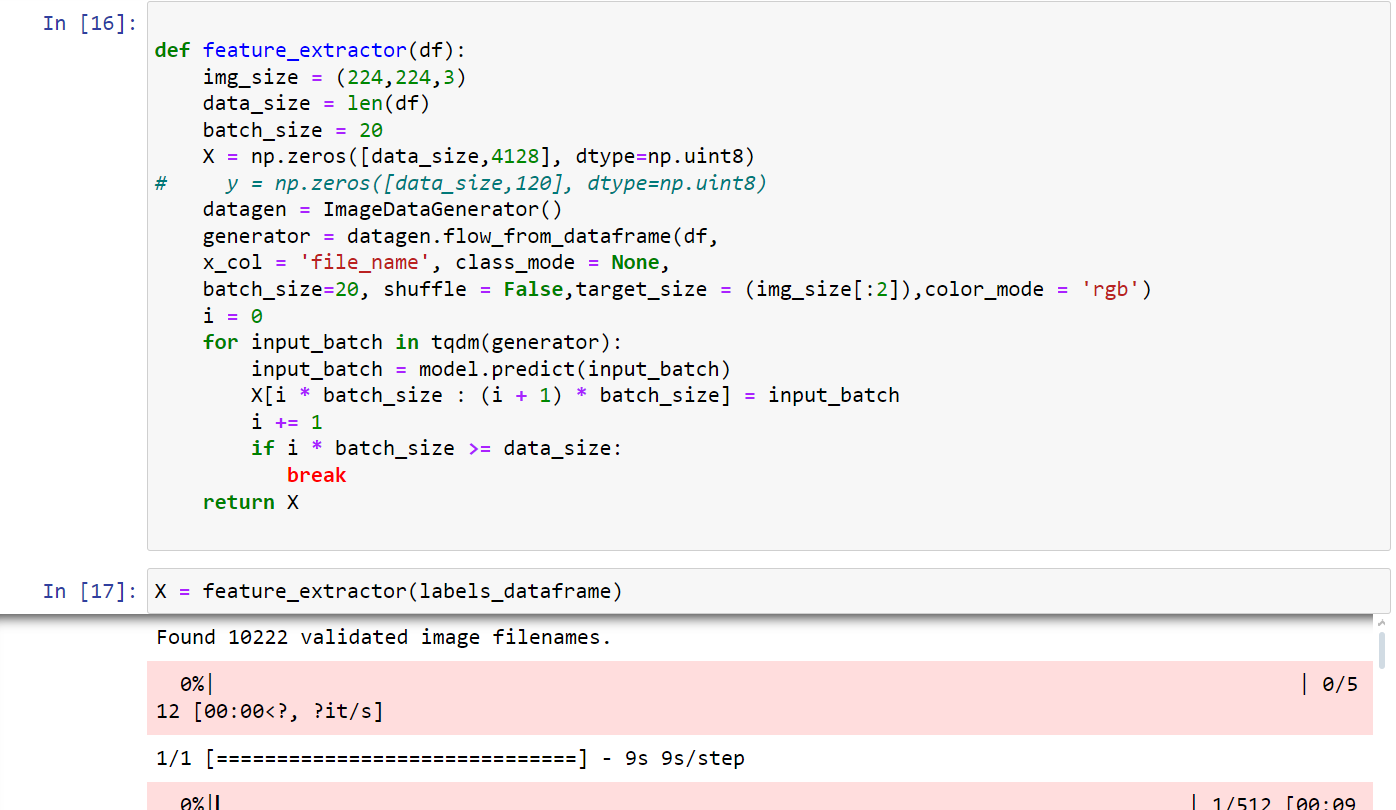 In [16]:
def feature_extractor(df):
    img_size = (224,224,3)
    data_size = len(df)
    batch_size = 20
    X = np.zeros([data_size,4128], dtype=np.uint8)
#     y = np.zeros([data_size,120], dtype=np.uint8)
    datagen = ImageDataGenerator()
    generator = datagen.flow_from_dataframe(df,
    x_col = 'file_name', class_mode = None,
    batch_size=20, shuffle = False,target_size = (img_size[:2]),color_mode = 'rgb')
    i = 0
    for input_batch in tqdm(generator):
        input_batch = model.predict(input_batch)
        X[i * batch_size : (i + 1) * batch_size] = input_batch
        i += 1
        if i * batch_size >= data_size:
           break
    return X
In [17]: X = feature_extractor(labels_dataframe)
Found 10222 validated image filenames.
  0%| | 0/5
12 [00:00<?, ?it/s]
1/1 [==============================] - 9s 9s/step
  0%| | 1/512 [00:09